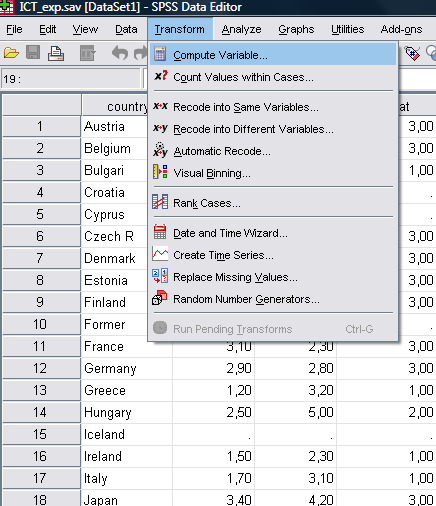 ICT_exp.sav [DataSet1] - SPSS Data Editor
File Edit View Data Transform Analyze Graphs Utilities Add-ons
19 :
Compute Variable...
x? Count Values within Cases...
x•x Recode into Same Variables...
x•y Recode into Different Variables...
x•y Automatic Recode...
Visual Binning...
Rank Cases...
Date and Time Wizard...
Create Time Series...
Replace Missing Values...
Random Number Generators...
Run Pending Transforms Ctrl-G
country at
1 Austria 3,00
2 Belgium 3,00
3 Bulgari 1,00
4 Croatia .
5 Cyprus .
6 Czech R 3,00
7 Denmark 3,00
8 Estonia 3,00
9 Finland 3,00
10 Former .
11 France 3,10 2,30 3,00
12 Germany 2,90 2,80 3,00
13 Greece 1,20 3,20 1,00
14 Hungary 2,50 5,00 2,00
15 Iceland . . .
16 Ireland 1,50 2,30 1,00
17 Italy 1,70 3,10 1,00
18 Japan 3,40 4,20 3,00